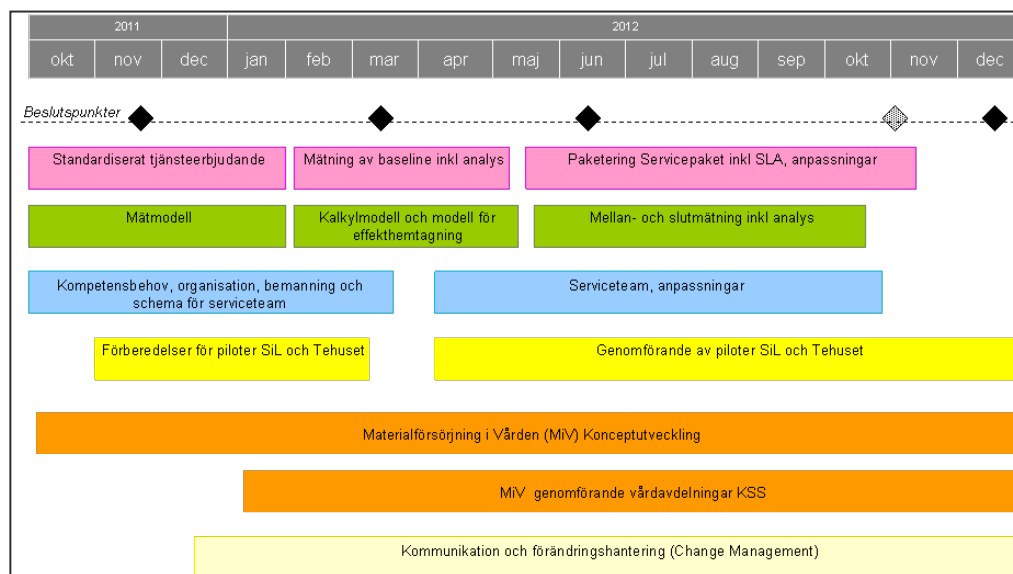 2011 2012
okt nov dec jan feb mar apr maj jun jul aug sep okt nov dec
Beslutspunkter
Standardiserat tjänsteerbjudande
Mätning av baseline inkl analys
Paketering Servicepaket inkl SLA, anpassningar
Mätmodell
Kalkylmodell och modell för
effekthemtagning
Mellan- och slutmätning inkl analys
Kompetensbehov, organisation, bemanning och
schema för serviceteam
Serviceteam, anpassningar
Förberedelser för piloter SiL och Tehuset
Genomförande av piloter SiL och Tehuset
Materialförsörjning i Vården (MiV) Konceptutveckling
MiV genomförande vårdavdelningar KSS
Kommunikation och förändringshantering (Change Management)